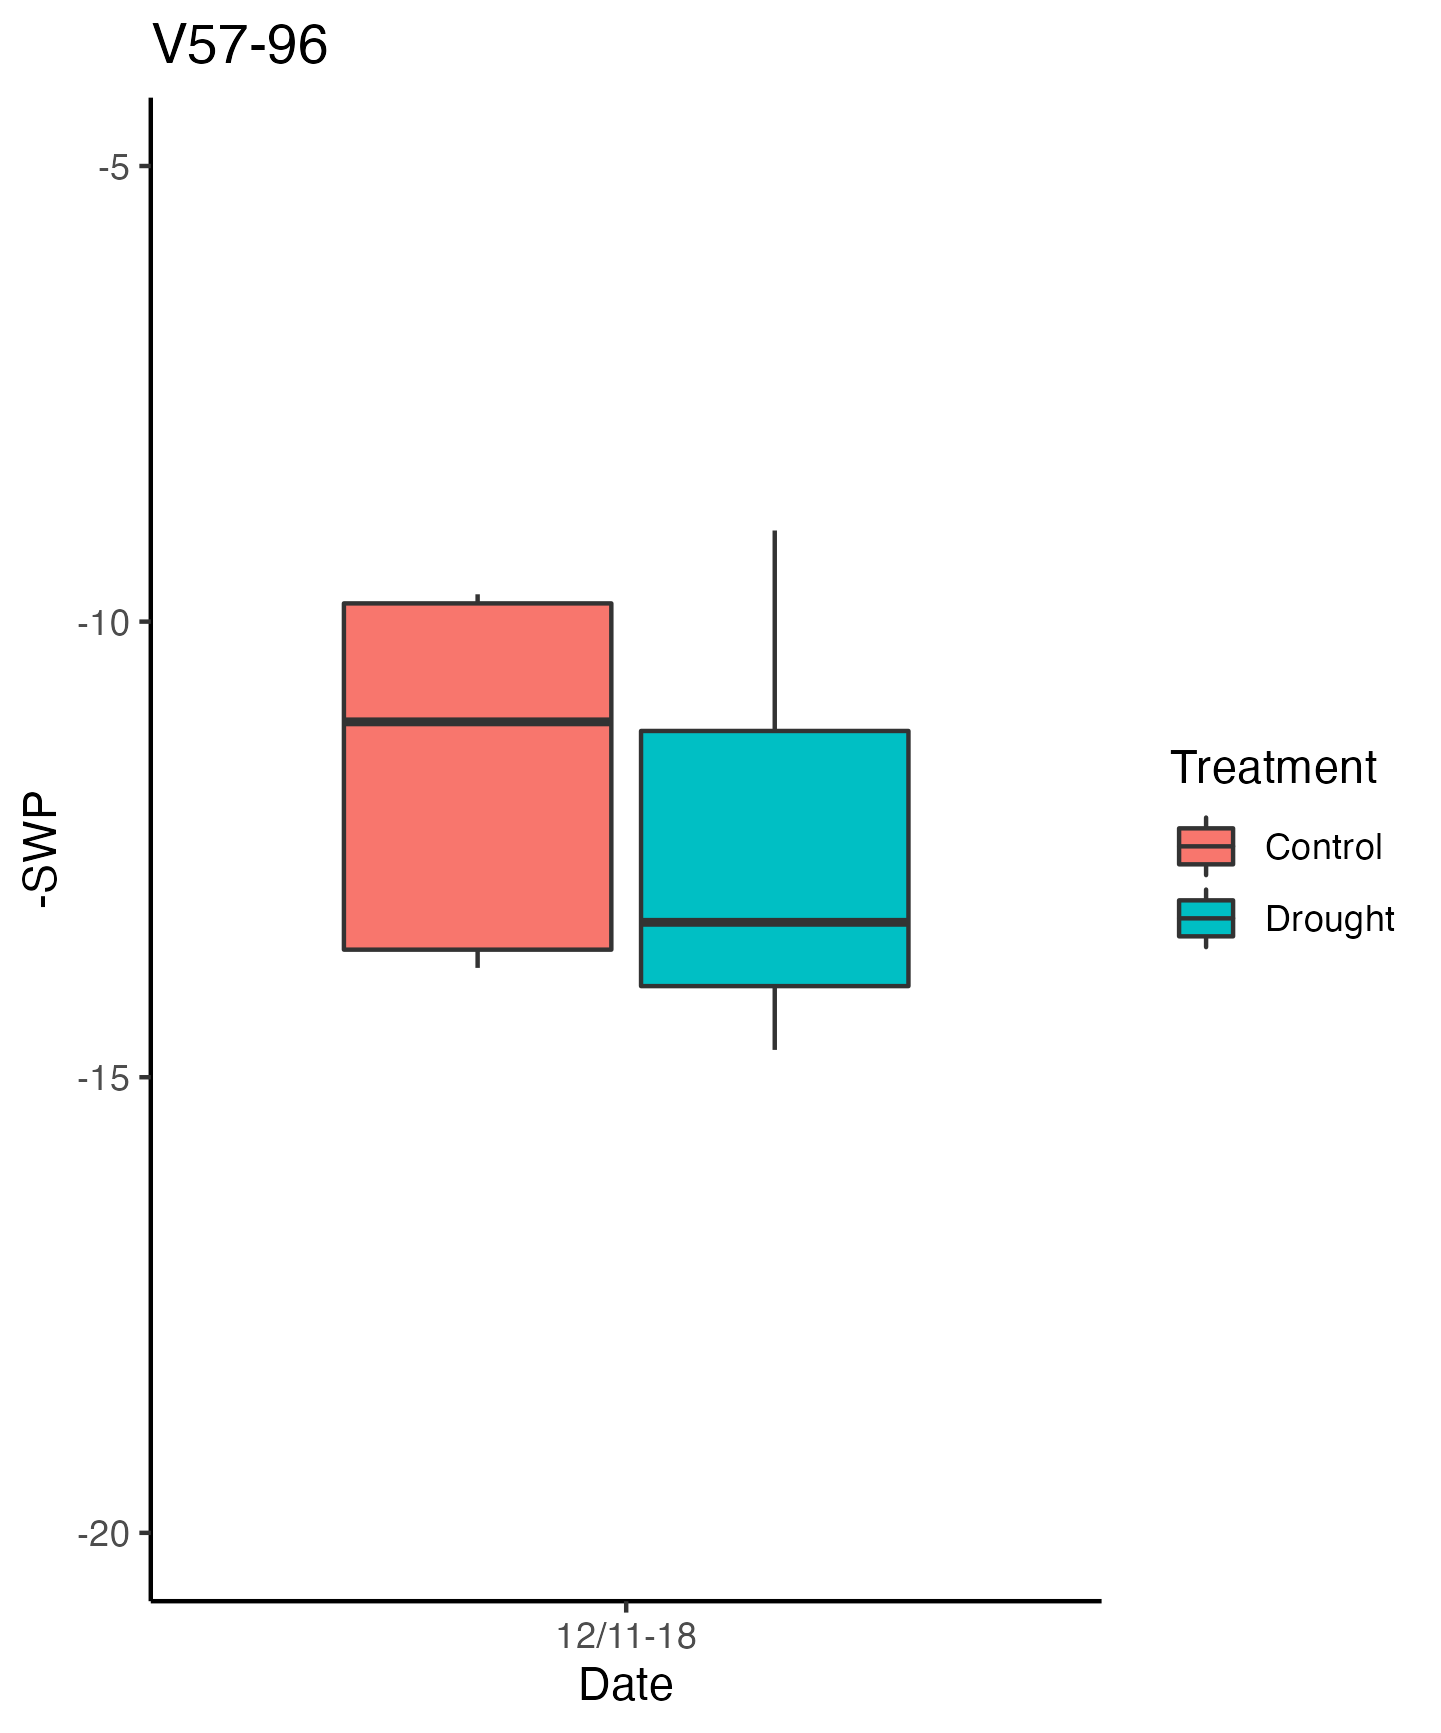 V57-96
-5
-10
-15
-20
-SWP
12/11-18
Date
Treatment
Control
Drought